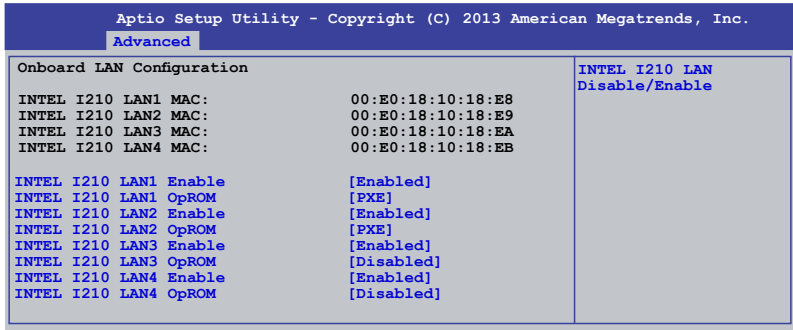 Aptio Setup Utility - Copyright (C) 2013 American Megatrends, Inc.
Advanced
Onboard LAN Configuration
INTEL I210 LAN1 MAC: 00:E0:18:10:18:E8
INTEL I210 LAN2 MAC: 00:E0:18:10:18:E9
INTEL I210 LAN3 MAC: 00:E0:18:10:18:EA
INTEL I210 LAN4 MAC: 00:E0:18:10:18:EB
INTEL I210 LAN1 Enable [Enabled]
INTEL I210 LAN1 OpROM [PXE]
INTEL I210 LAN2 Enable [Enabled]
INTEL I210 LAN2 OpROM [PXE]
INTEL I210 LAN3 Enable [Enabled]
INTEL I210 LAN3 OpROM [Disabled]
INTEL I210 LAN4 Enable [Enabled]
INTEL I210 LAN4 OpROM [Disabled]
INTEL I210 LAN
Disable/Enable